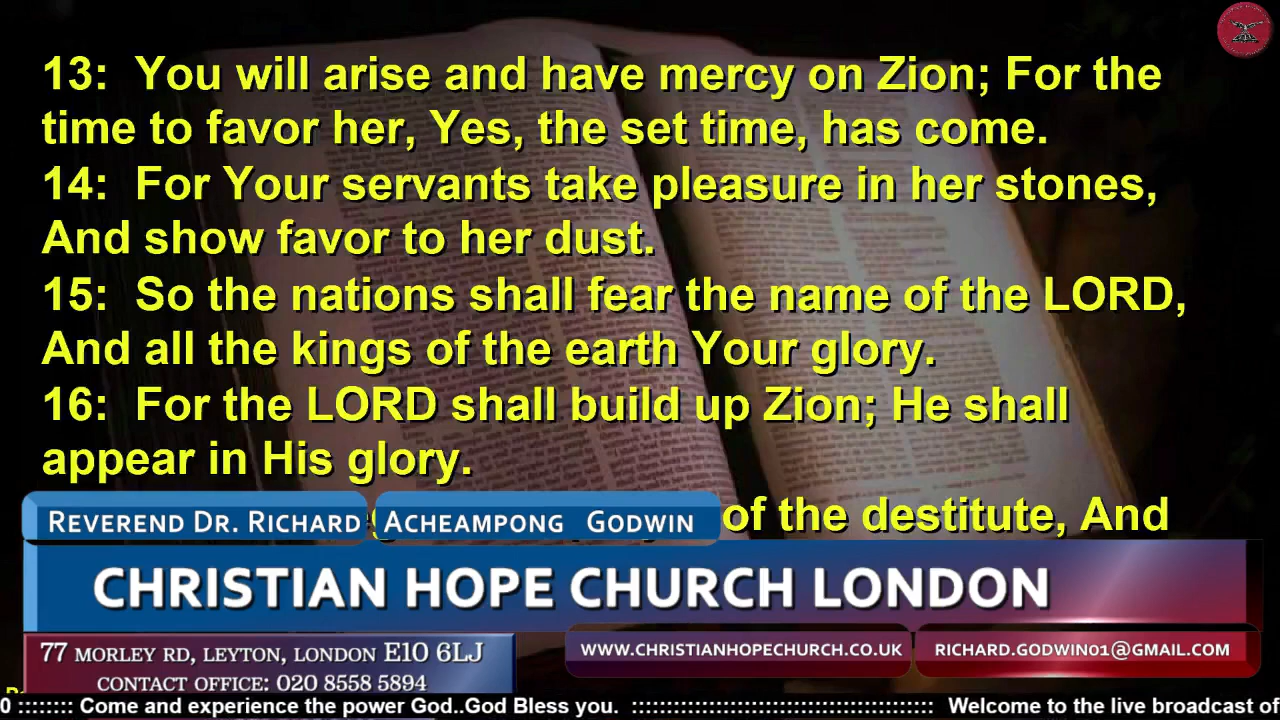 13: You will arise and have mercy on Zion; For the
time to favor her, Yes, the set time, has come.
14: For Your servants take pleasure in her stones,
And show favor to her dust.
15: So the nations shall fear the name of the LORD,
And all the kings of the earth Your glory.
16: For the LORD shall build up Zion; He shall
appear in His glory.
of the destitute, And
REVEREND DR. RICHARD ACHEAMPONG GODWIN
CHRISTIAN HOPE CHURCH LONDON
77 MORLEY RD, LEYTON, LONDON E10 6LJ
CONTACT OFFICE: 020 8558 5894
WWW.CHRISTIANHOPECHURCH.CO.UK
RICHARD.GODWIN01@GMAIL.COM
0 :::::::: Come and experience the power God..God Bless you. :::::::::::::::::::::::::::::::::::::::: Welcome to the live broadcast of